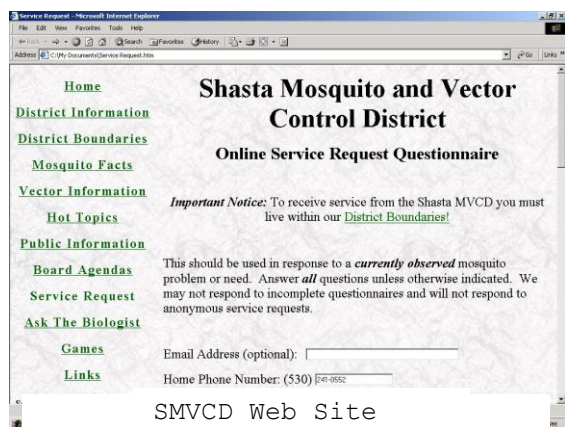 Service Request - Microsoft Internet Explorer
File Edit View Favorites Tools Help
Back Search Favorites History
Address C:\My Documents\Service Request.htm Go Links »
Home
District Information
District Boundaries
Mosquito Facts
Vector Information
Hot Topics
Public Information
Board Agendas
Service Request
Ask The Biologist
Games
Links
Shasta Mosquito and Vector
Control District
Online Service Request Questionnaire
Important Notice: To receive service from the Shasta MVCD you must
live within our District Boundaries!
This should be used in response to a currently observed mosquito
problem or need. Answer all questions unless otherwise indicated. We
may not respond to incomplete questionnaires and will not respond to
anonymous service requests.
Email Address (optional):
Home Phone Number: (530) 241-0552
SMVCD Web Site